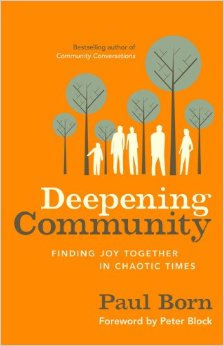 Bestselling author of
Community Conversations
Deepening
Community
FINDING JOY TOGETHER
IN CHAOTIC TIMES
Paul Born
Foreword by Peter Block